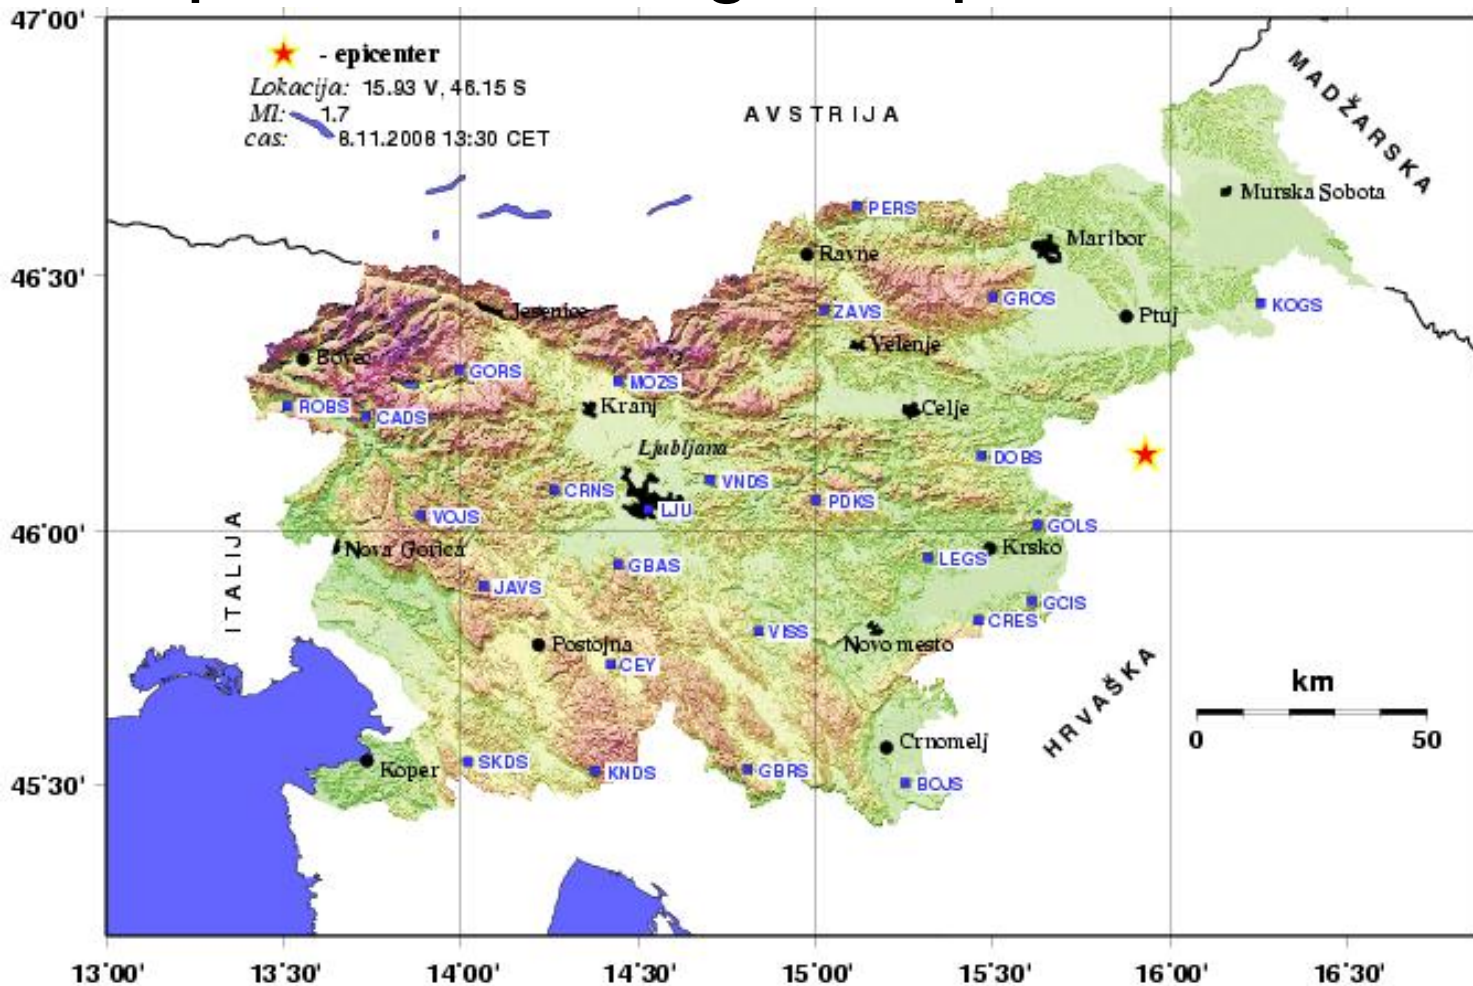 47°00'
- epicenter
Lokacija: 15.93 V, 46.15 S
Ml: 1.7
cas: 8.11.2008 13:30 CET
AVSTRIJA
MADŽARSKA
Murska Sobota
PERS
Maribor
Ravne
46°30'
GROS
KOGS
Jesenice
ZAVS
Ptuj
Velenje
Bovec
GORS
MOZS
ROBS
CADS
Kranj
Celje
Ljubljana
DOBS
CRNS
VNDS
PDKS
VOJS
LJU
GOLS
46°00'
Nova Gorica
Krsko
ITALIJA
GBAS
LEGS
JAVS
GCIS
CRES
VISS
Novo mesto
Postojna
CEY
HRVAŠKA
km
0 50
Crnomelj
SKDS
KNDS
GBRS
Koper
45°30'
BOJS
13°00' 13°30' 14°00' 14°30' 15°00' 15°30' 16°00' 16°30'